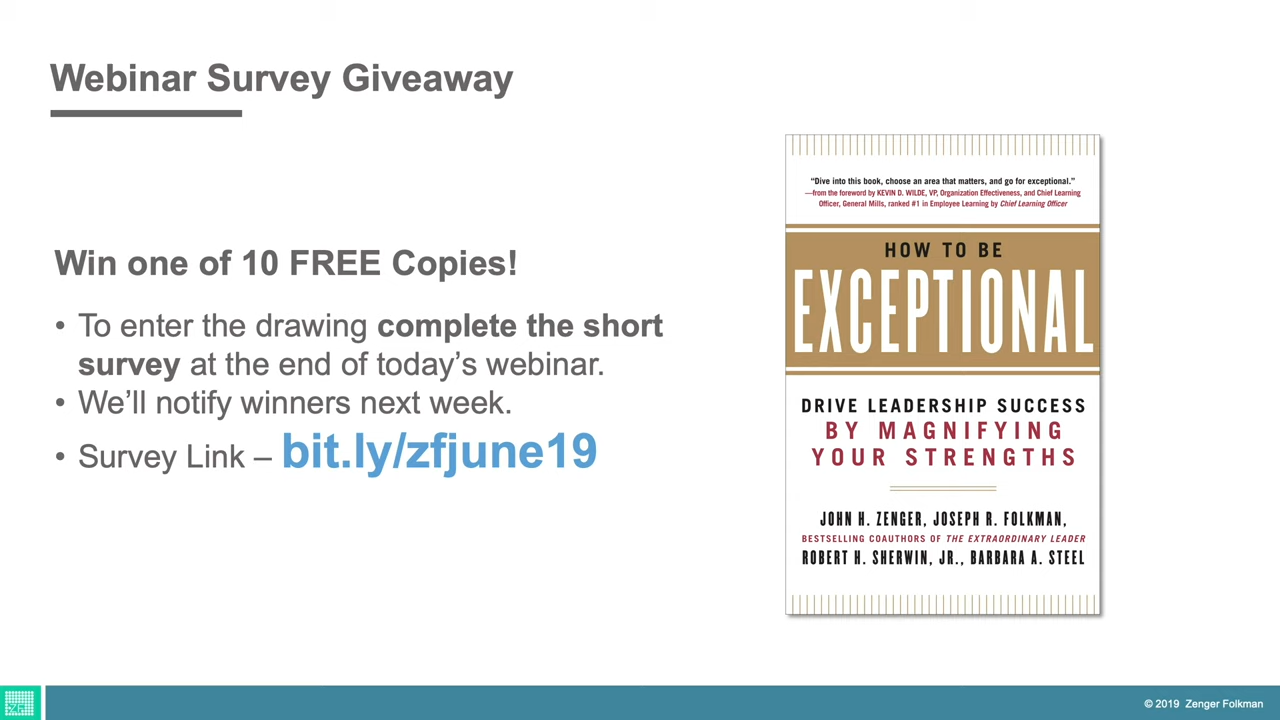 Webinar Survey Giveaway
Win one of 10 FREE Copies!
• To enter the drawing complete the short
survey at the end of today’s webinar.
• We’ll notify winners next week.
• Survey Link – bit.ly/zfjune19
“Dive into this book, choose an area that matters, and go for exceptional.”
—from the foreword by KEVIN D. WILDE, VP, Organization Effectiveness, and Chief Learning
Officer, General Mills, ranked #1 in Employee Learning by Chief Learning Officer
HOW TO BE
EXCEPTIONAL
DRIVE LEADERSHIP SUCCESS
BY MAGNIFYING
YOUR STRENGTHS
JOHN H. ZENGER, JOSEPH R. FOLKMAN,
BESTSELLING COAUTHORS OF THE EXTRAORDINARY LEADER
ROBERT H. SHERWIN, JR., BARBARA A. STEEL
ZF
© 2019 Zenger Folkman